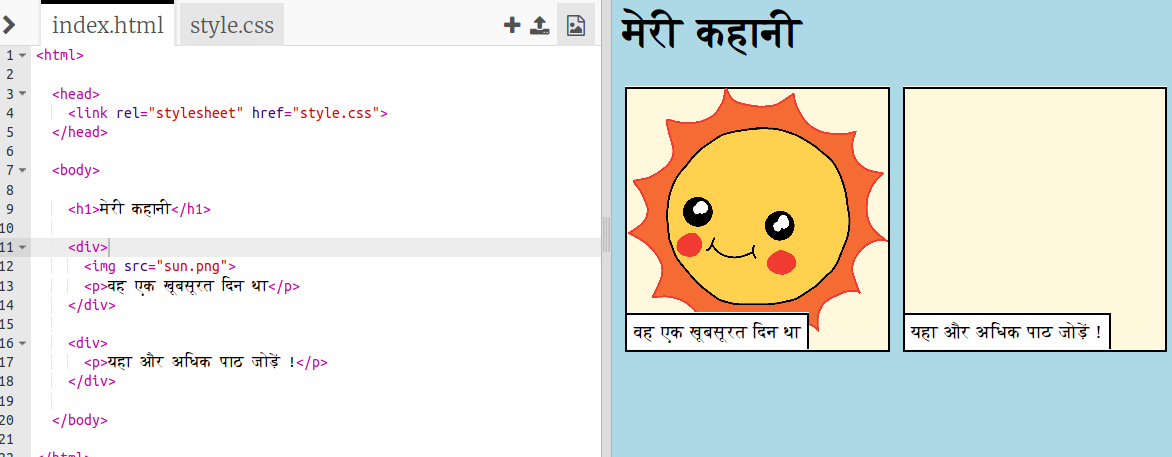 index.html style.css
1 <html>
2
3 <head>
4 <link rel="stylesheet" href="style.css">
5 </head>
6
7 <body>
8
9 <h1>मेरी कहानी</h1>
10
11 <div>
12 <img src="sun.png">
13 <p>वह एक खूबसूरत दिन था</p>
14 </div>
15
16 <div>
17 <p>यहा और अधिक पाठ जोड़ें !</p>
18 </div>
19
20 </body>
21
22 </html>
मेरी कहानी
वह एक खूबसूरत दिन था
यहा और अधिक पाठ जोड़ें !